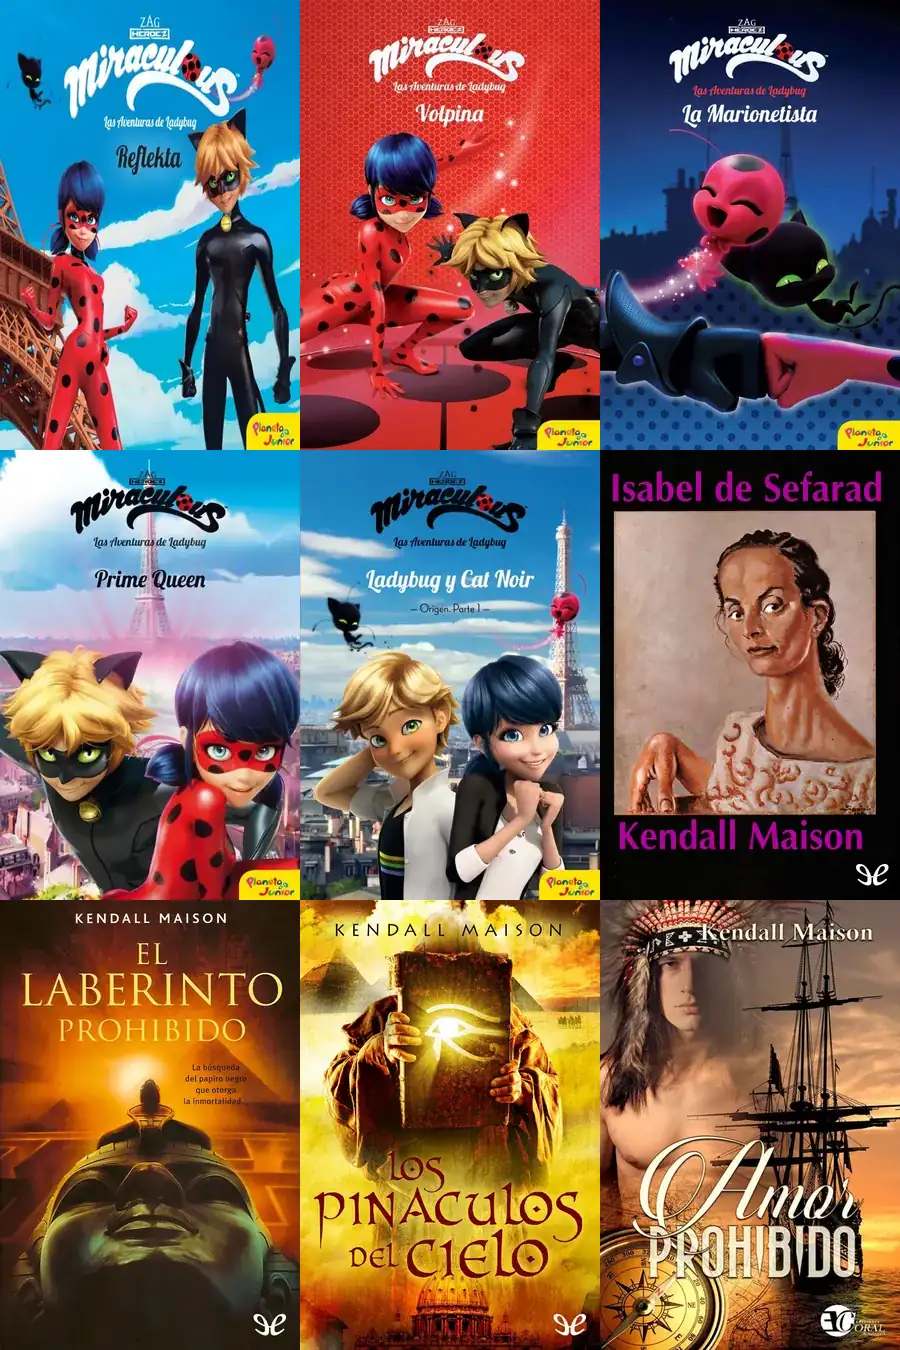 ZAG
HEROEZ
Miraculous
Las Aventuras de Ladybug
Reflekta
Planeta
Junior
ZAG
HEROEZ
Miraculous
Las Aventuras de Ladybug
Volpina
Planeta
Junior
ZAG
HEROEZ
Miraculous
Las Aventuras de Ladybug
La Marionetista
Planeta
Junior
ZAG
HEROEZ
Miraculous
Las Aventuras de Ladybug
Prime Queen
Planeta
Junior
ZAG
HEROEZ
Miraculous
Las Aventuras de Ladybug
Ladybug y Cat Noir
— Origen. Parte 1 —
Planeta
Junior
Isabel de Sefarad
Kendall Maison
KENDALL MAISON
EL
LABERINTO
PROHIBIDO
La búsqueda
del papiro negro
que otorga
la inmortalidad...
KENDALL MAISON
LOS
PINÁCULOS
DEL CIELO
Kendall Maison
Amor
PROHIBIDO
NE
EC
CORAL